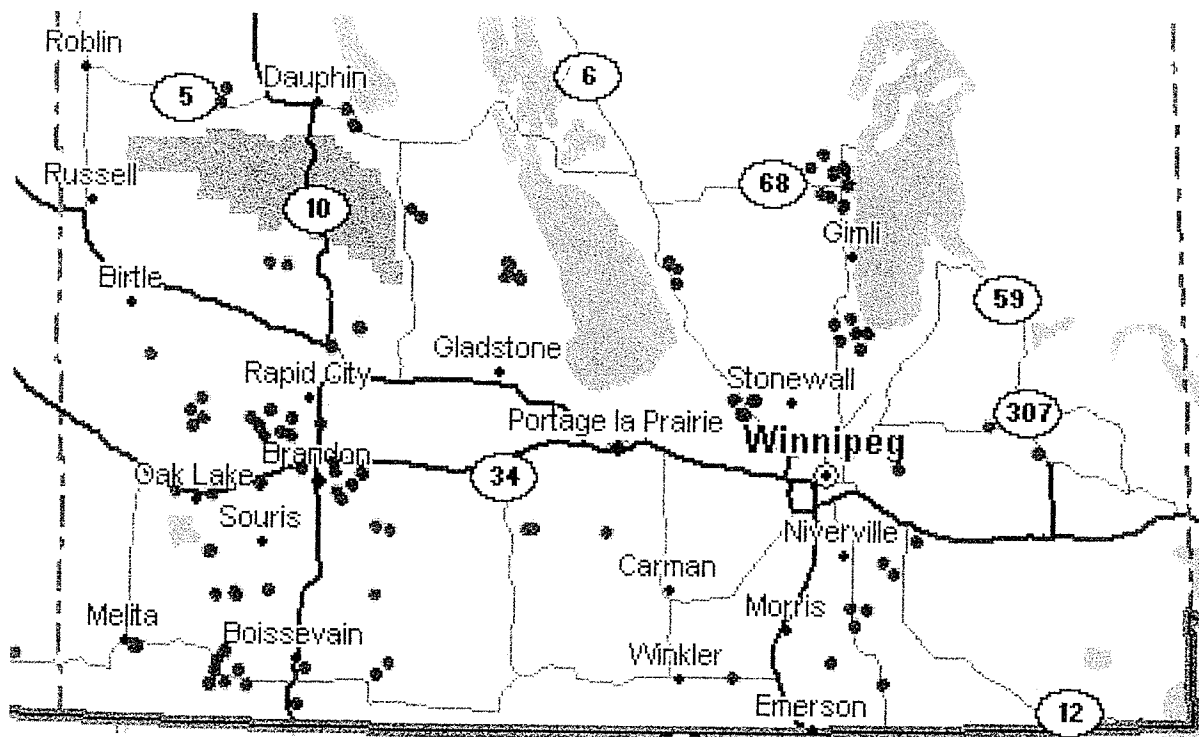 Roblin
Dauphin
6
5
Russell
68
10
Gimli
Birtle
59
Gladstone
Rapid City
Stonewall
Portage la Prairie
307
Winnipeg
Brandon
Oak Lake
34
Souris
Niverville
Carman
Melita
Morris
Boissevain
Winkler
Emerson
12